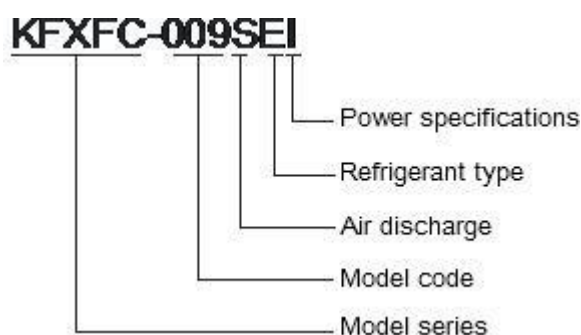 KFXFC-009SEI
Power specifications
Refrigerant type
Air discharge
Model code
Model series